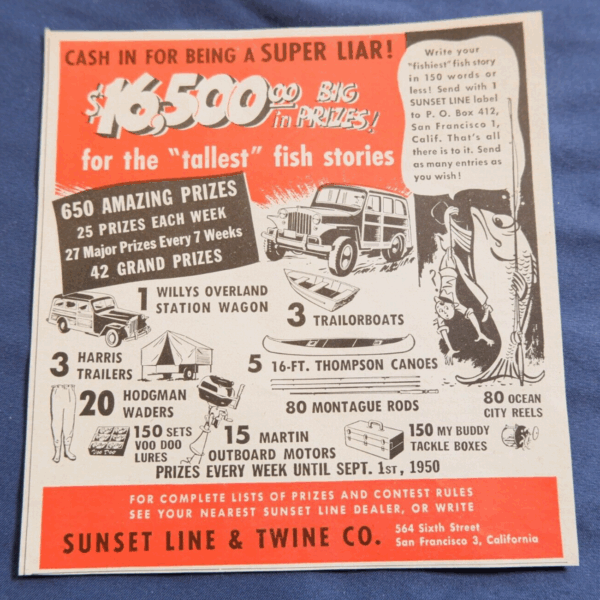 CASH IN FOR BEING A SUPER LIAR!
$16,500.00 BIG
in PRIZES!
for the "tallest" fish stories
Write your
"fishiest" fish story
in 150 words or
less! Send with 1
SUNSET LINE label
to P. O. Box 412,
San Francisco 1,
Calif. That's all
there is to it. Send
as many entries as
you wish!
650 AMAZING PRIZES
25 PRIZES EACH WEEK
27 Major Prizes Every 7 Weeks
42 GRAND PRIZES
1 WILLYS OVERLAND
STATION WAGON
3 TRAILORBOATS
3 HARRIS
TRAILERS
5 16-FT. THOMPSON CANOES
20 HODGMAN
WADERS
80 MONTAGUE RODS
80 OCEAN
CITY REELS
150 SETS
VOO DOO
LURES
15 MARTIN
OUTBOARD MOTORS
150 MY BUDDY
TACKLE BOXES
PRIZES EVERY WEEK UNTIL SEPT. 1ST, 1950
FOR COMPLETE LISTS OF PRIZES AND CONTEST RULES
SEE YOUR NEAREST SUNSET LINE DEALER, OR WRITE
SUNSET LINE & TWINE CO. 564 Sixth Street
San Francisco 3, California